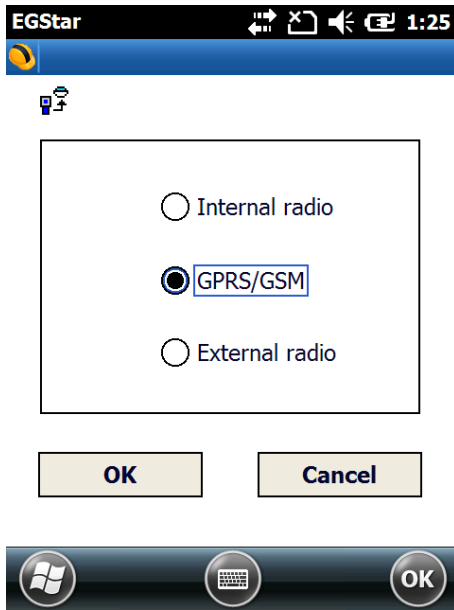 EGStar 1:25
Internal radio
GPRS/GSM
External radio
OK Cancel
OK